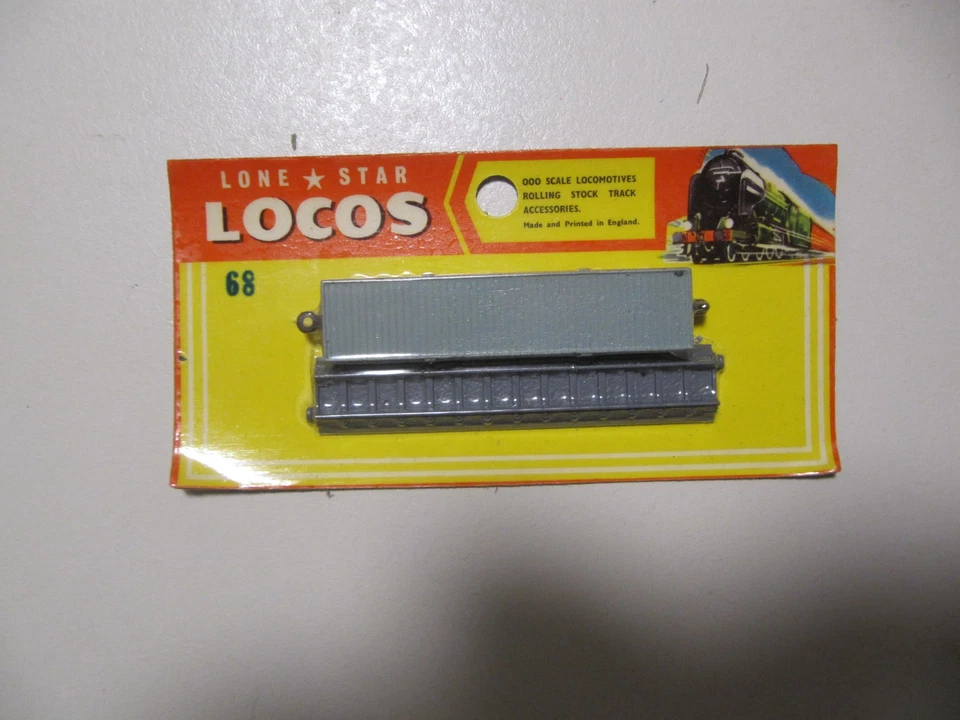 LONE ★ STAR
LOCOS
OOO SCALE LOCOMOTIVES
ROLLING STOCK TRACK
ACCESSORIES.
Made and Printed in England.
68